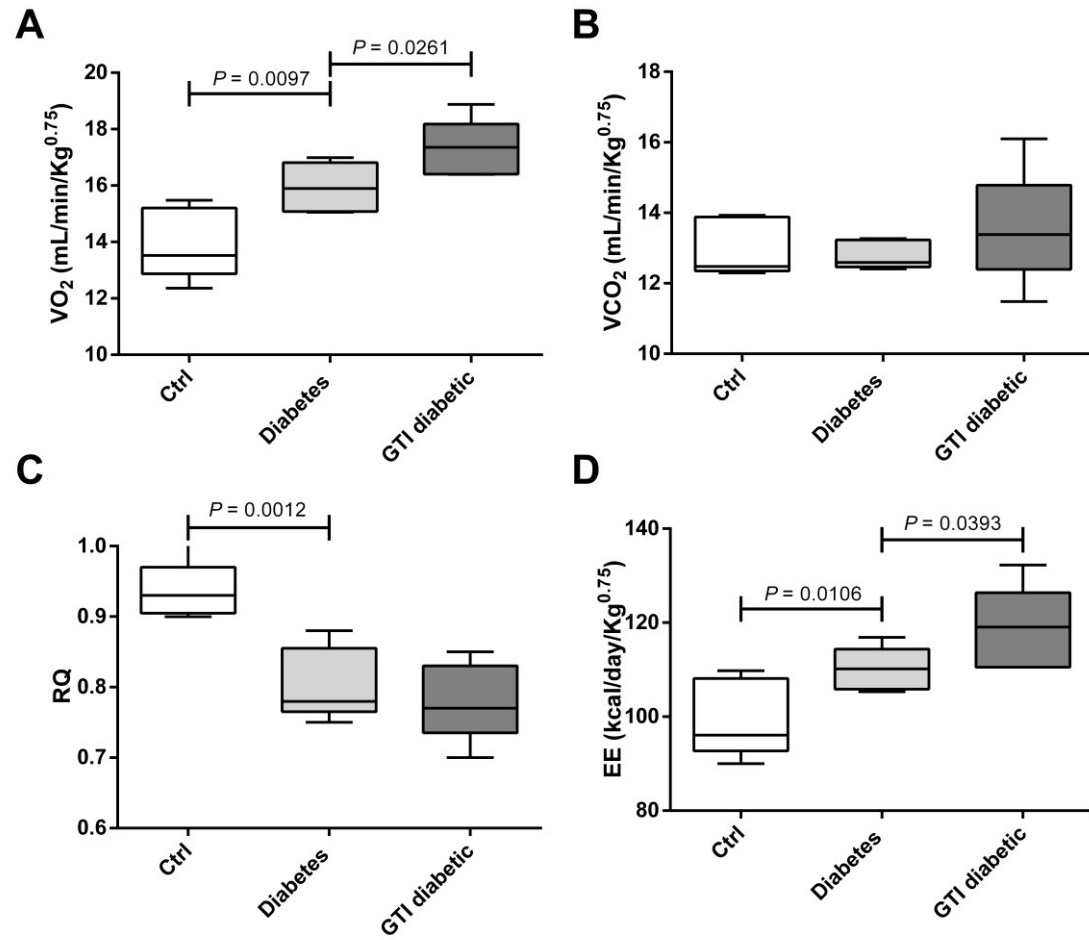 A
P = 0.0261
P = 0.0097
VO2 (mL/min/Kg0.75)
20
18
16
14
12
10
Ctrl
Diabetes
GTI diabetic
B
VCO2 (mL/min/Kg0.75)
18
16
14
12
10
Ctrl
Diabetes
GTI diabetic
C
P = 0.0012
RQ
1.0
0.9
0.8
0.7
0.6
Ctrl
Diabetes
GTI diabetic
D
P = 0.0393
P = 0.0106
EE (kcal/day/Kg0.75)
140
120
100
80
Ctrl
Diabetes
GTI diabetic